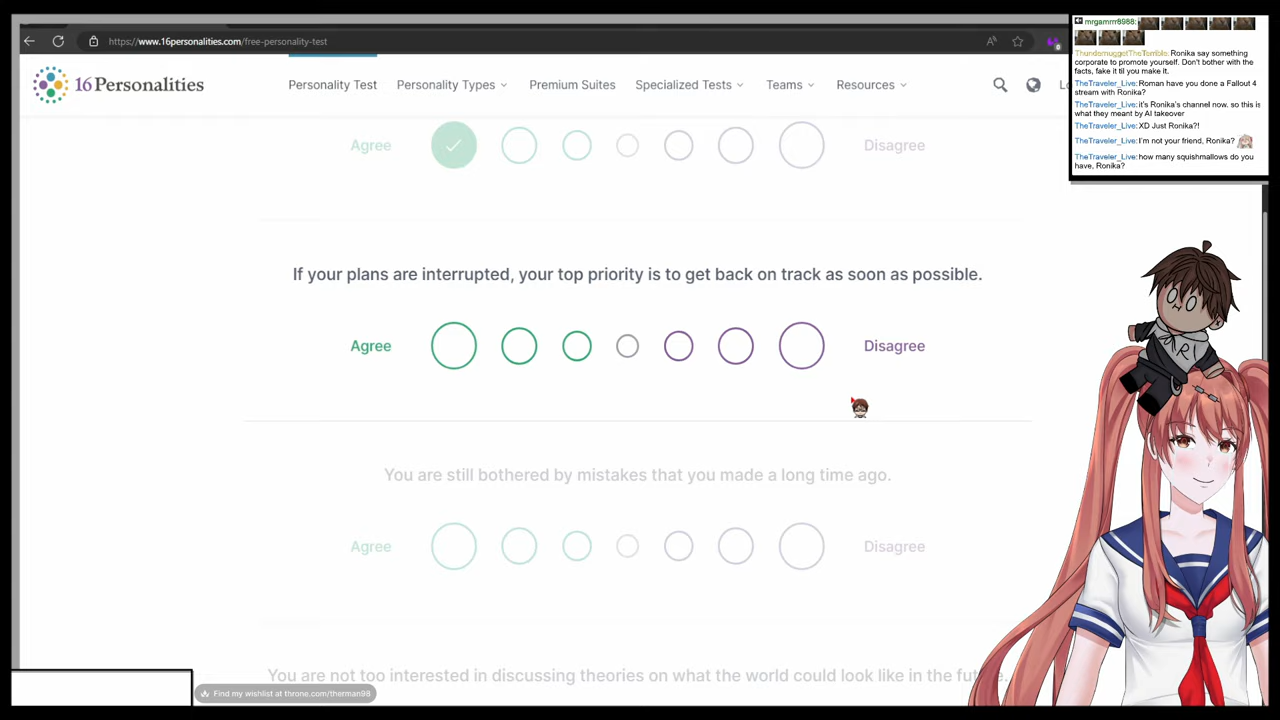 https://www.16personalities.com/free-personality-test
16Personalities
Personality Test
Personality Types
Premium Suites
Specialized Tests
Teams
Resources
Lo
Agree
Disagree
If your plans are interrupted, your top priority is to get back on track as soon as possible.
Agree
Disagree
You are still bothered by mistakes that you made a long time ago.
Agree
Disagree
You are not too interested in discussing theories on what the world could look like in the future.
Find my wishlist at throne.com/therman98
mrgamrr8988:
ThundamuggetTheTerrible: Ronika say something
corporate to promote yourself. Don't bother with the
facts, fake it til you make it.
TheTraveler_Live: Roman have you done a Fallout 4
stream with Ronika?
TheTraveler_Live: it's Ronika's channel now. so this is
what they meant by AI takeover
TheTraveler_Live: XD Just Ronika?!
TheTraveler_Live: I'm not your friend, Ronika?
TheTraveler_Live: how many squishmallows do you
have, Ronika?
R